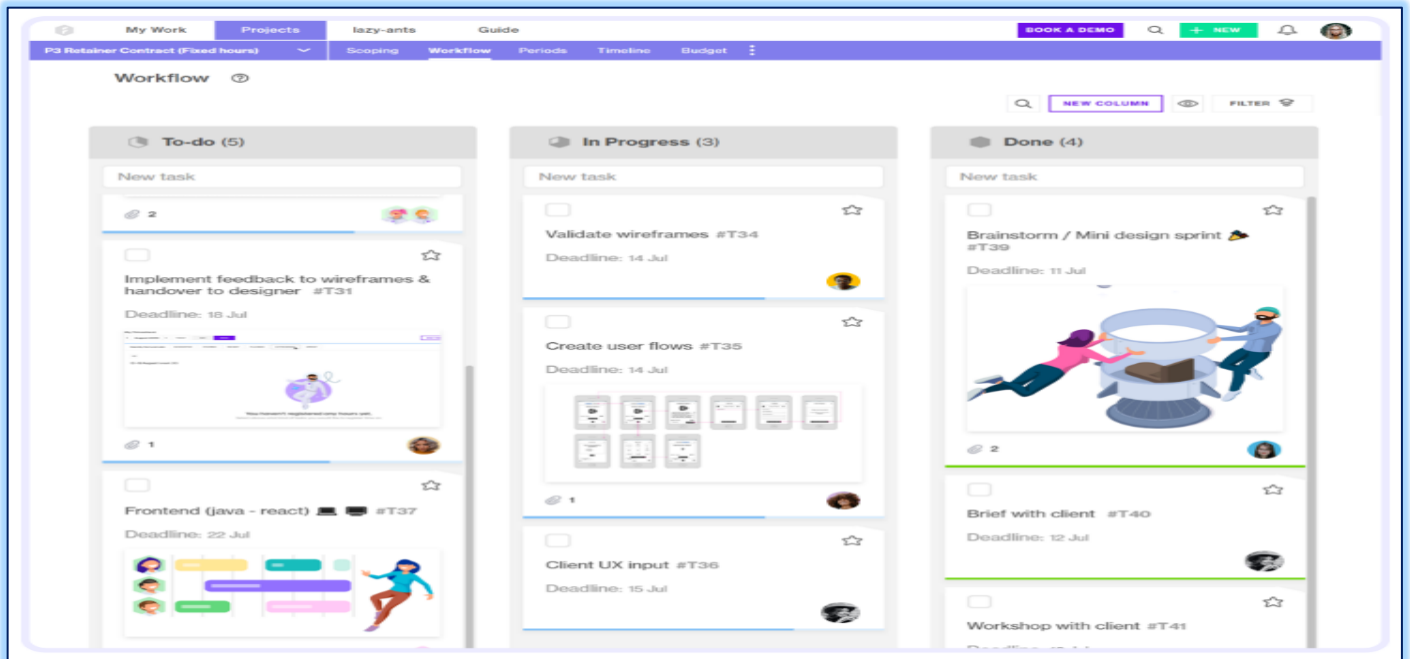 My Work Projects lazy-ants Guide BOOK A DEMO + NEW
P3 Retainer Contract (Fixed hours) Scoping Workflow Periods Timeline Budget
Workflow
NEW COLUMN FILTER
To-do (5)
New task
2
Implement feedback to wireframes &
handover to designer #T31
Deadline: 18 Jul
You haven't registered any hours yet.
1
Frontend (java - react) #T37
Deadline: 22 Jul
In Progress (3)
New task
Validate wireframes #T34
Deadline: 14 Jul
Create user flows #T35
Deadline: 14 Jul
1
Client UX input #T36
Deadline: 15 Jul
Done (4)
New task
Brainstorm / Mini design sprint
#T39
Deadline: 11 Jul
2
Brief with client #T40
Deadline: 12 Jul
Workshop with client #T41